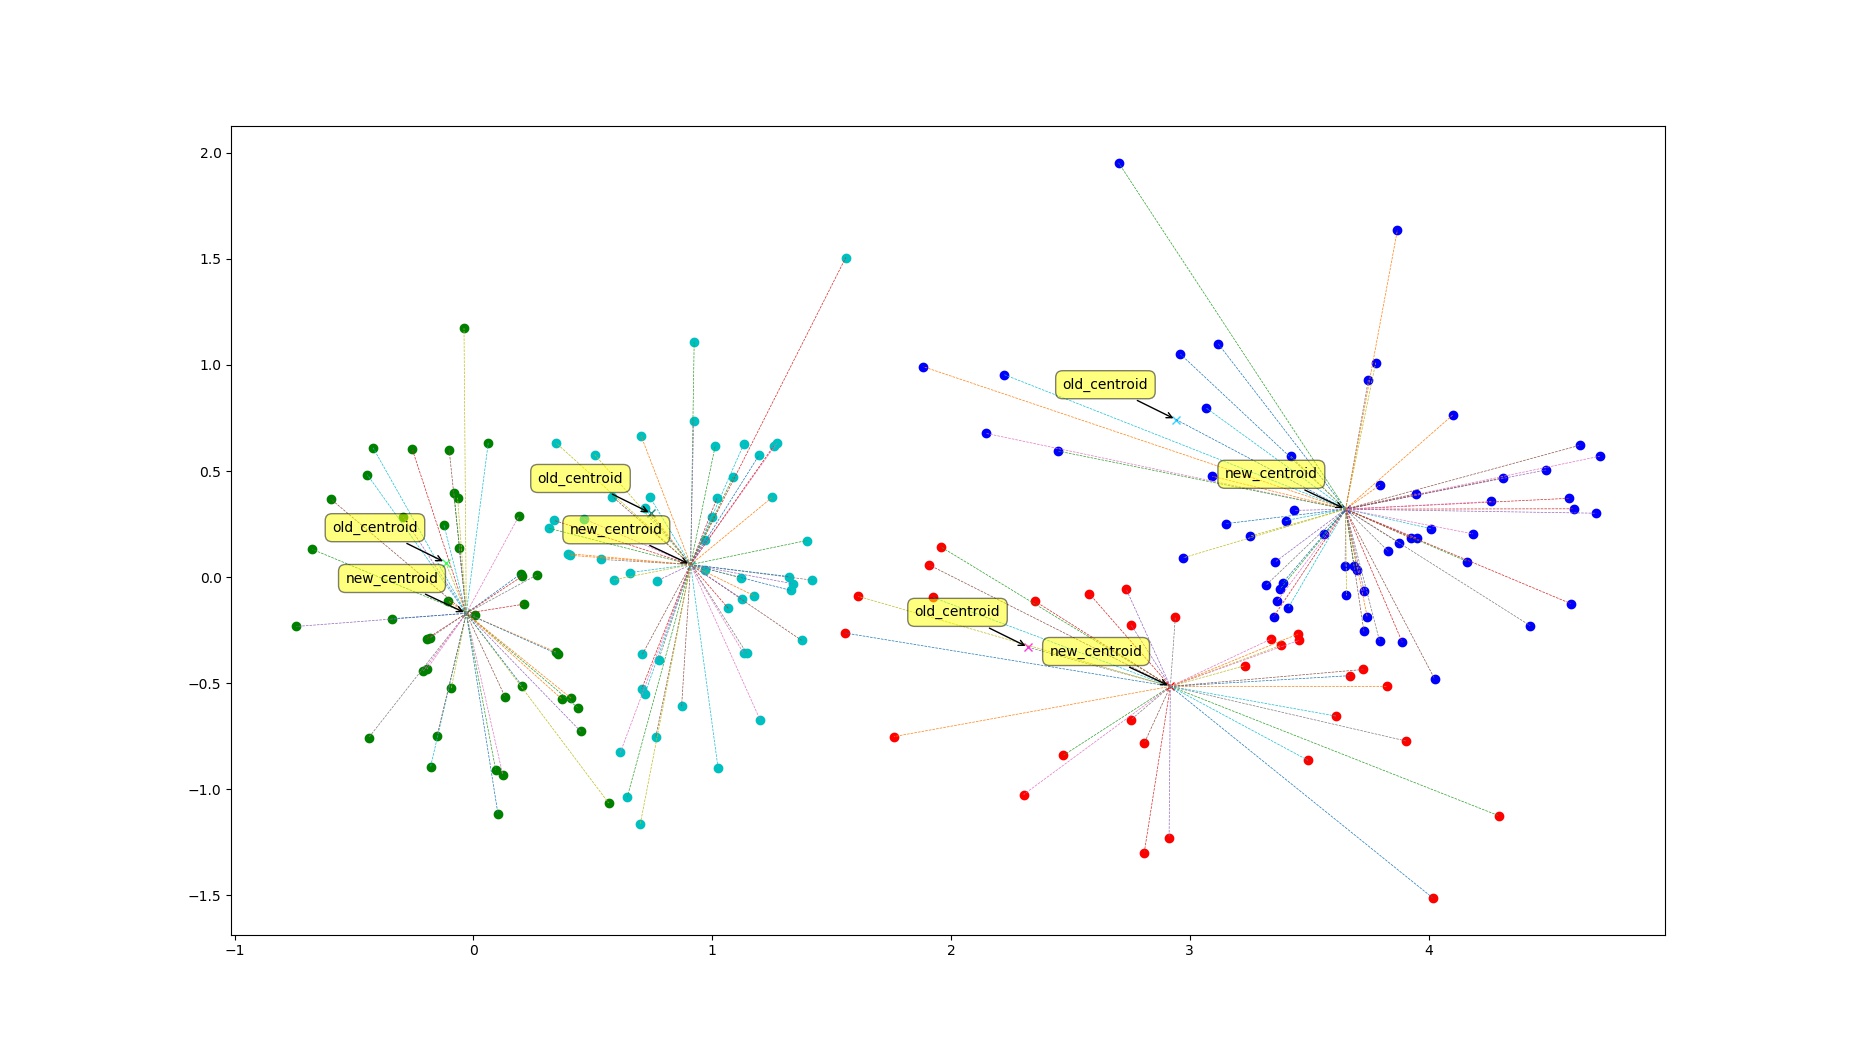 2.0
1.5
1.0
0.5
0.0
−0.5
−1.0
−1.5
−1
0
1
2
3
4
old_centroid
new_centroid
old_centroid
new_centroid
old_centroid
new_centroid
old_centroid
new_centroid